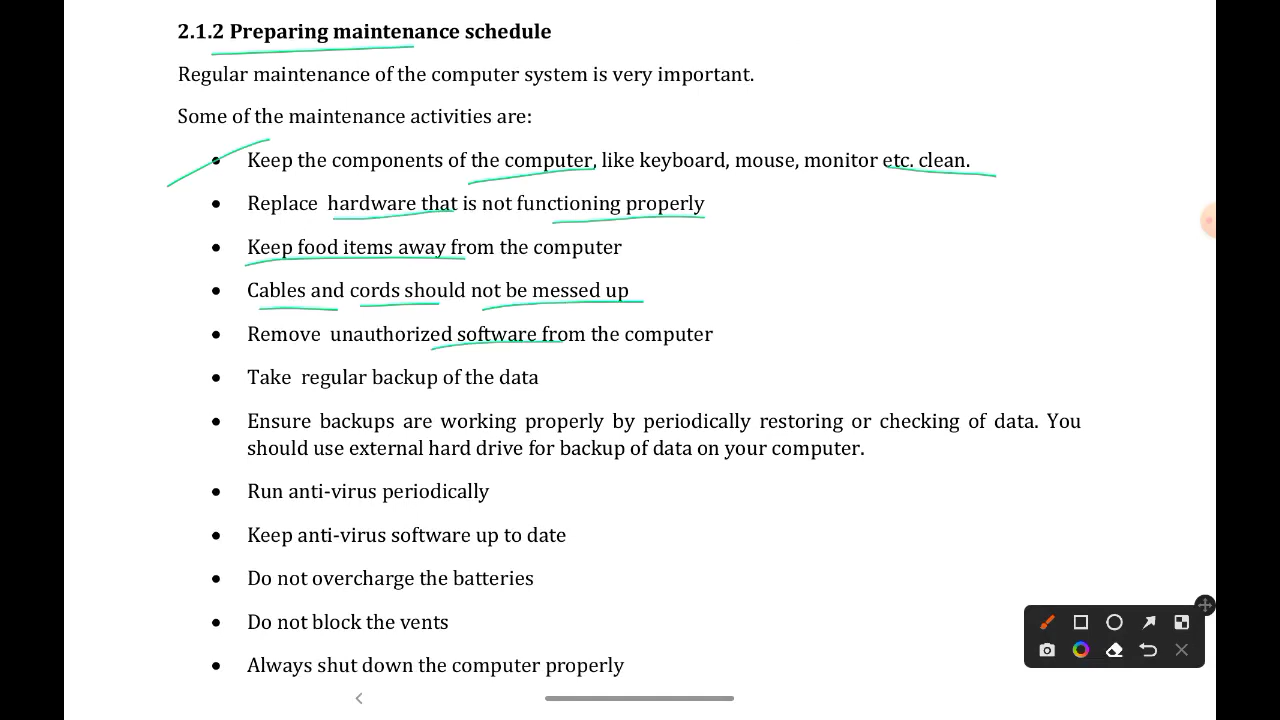 2.1.2 Preparing maintenance schedule
Regular maintenance of the computer system is very important.
Some of the maintenance activities are:
• Keep the components of the computer, like keyboard, mouse, monitor etc. clean.
• Replace hardware that is not functioning properly
• Keep food items away from the computer
• Cables and cords should not be messed up
• Remove unauthorized software from the computer
• Take regular backup of the data
• Ensure backups are working properly by periodically restoring or checking of data. You
should use external hard drive for backup of data on your computer.
• Run anti-virus periodically
• Keep anti-virus software up to date
• Do not overcharge the batteries
• Do not block the vents
• Always shut down the computer properly